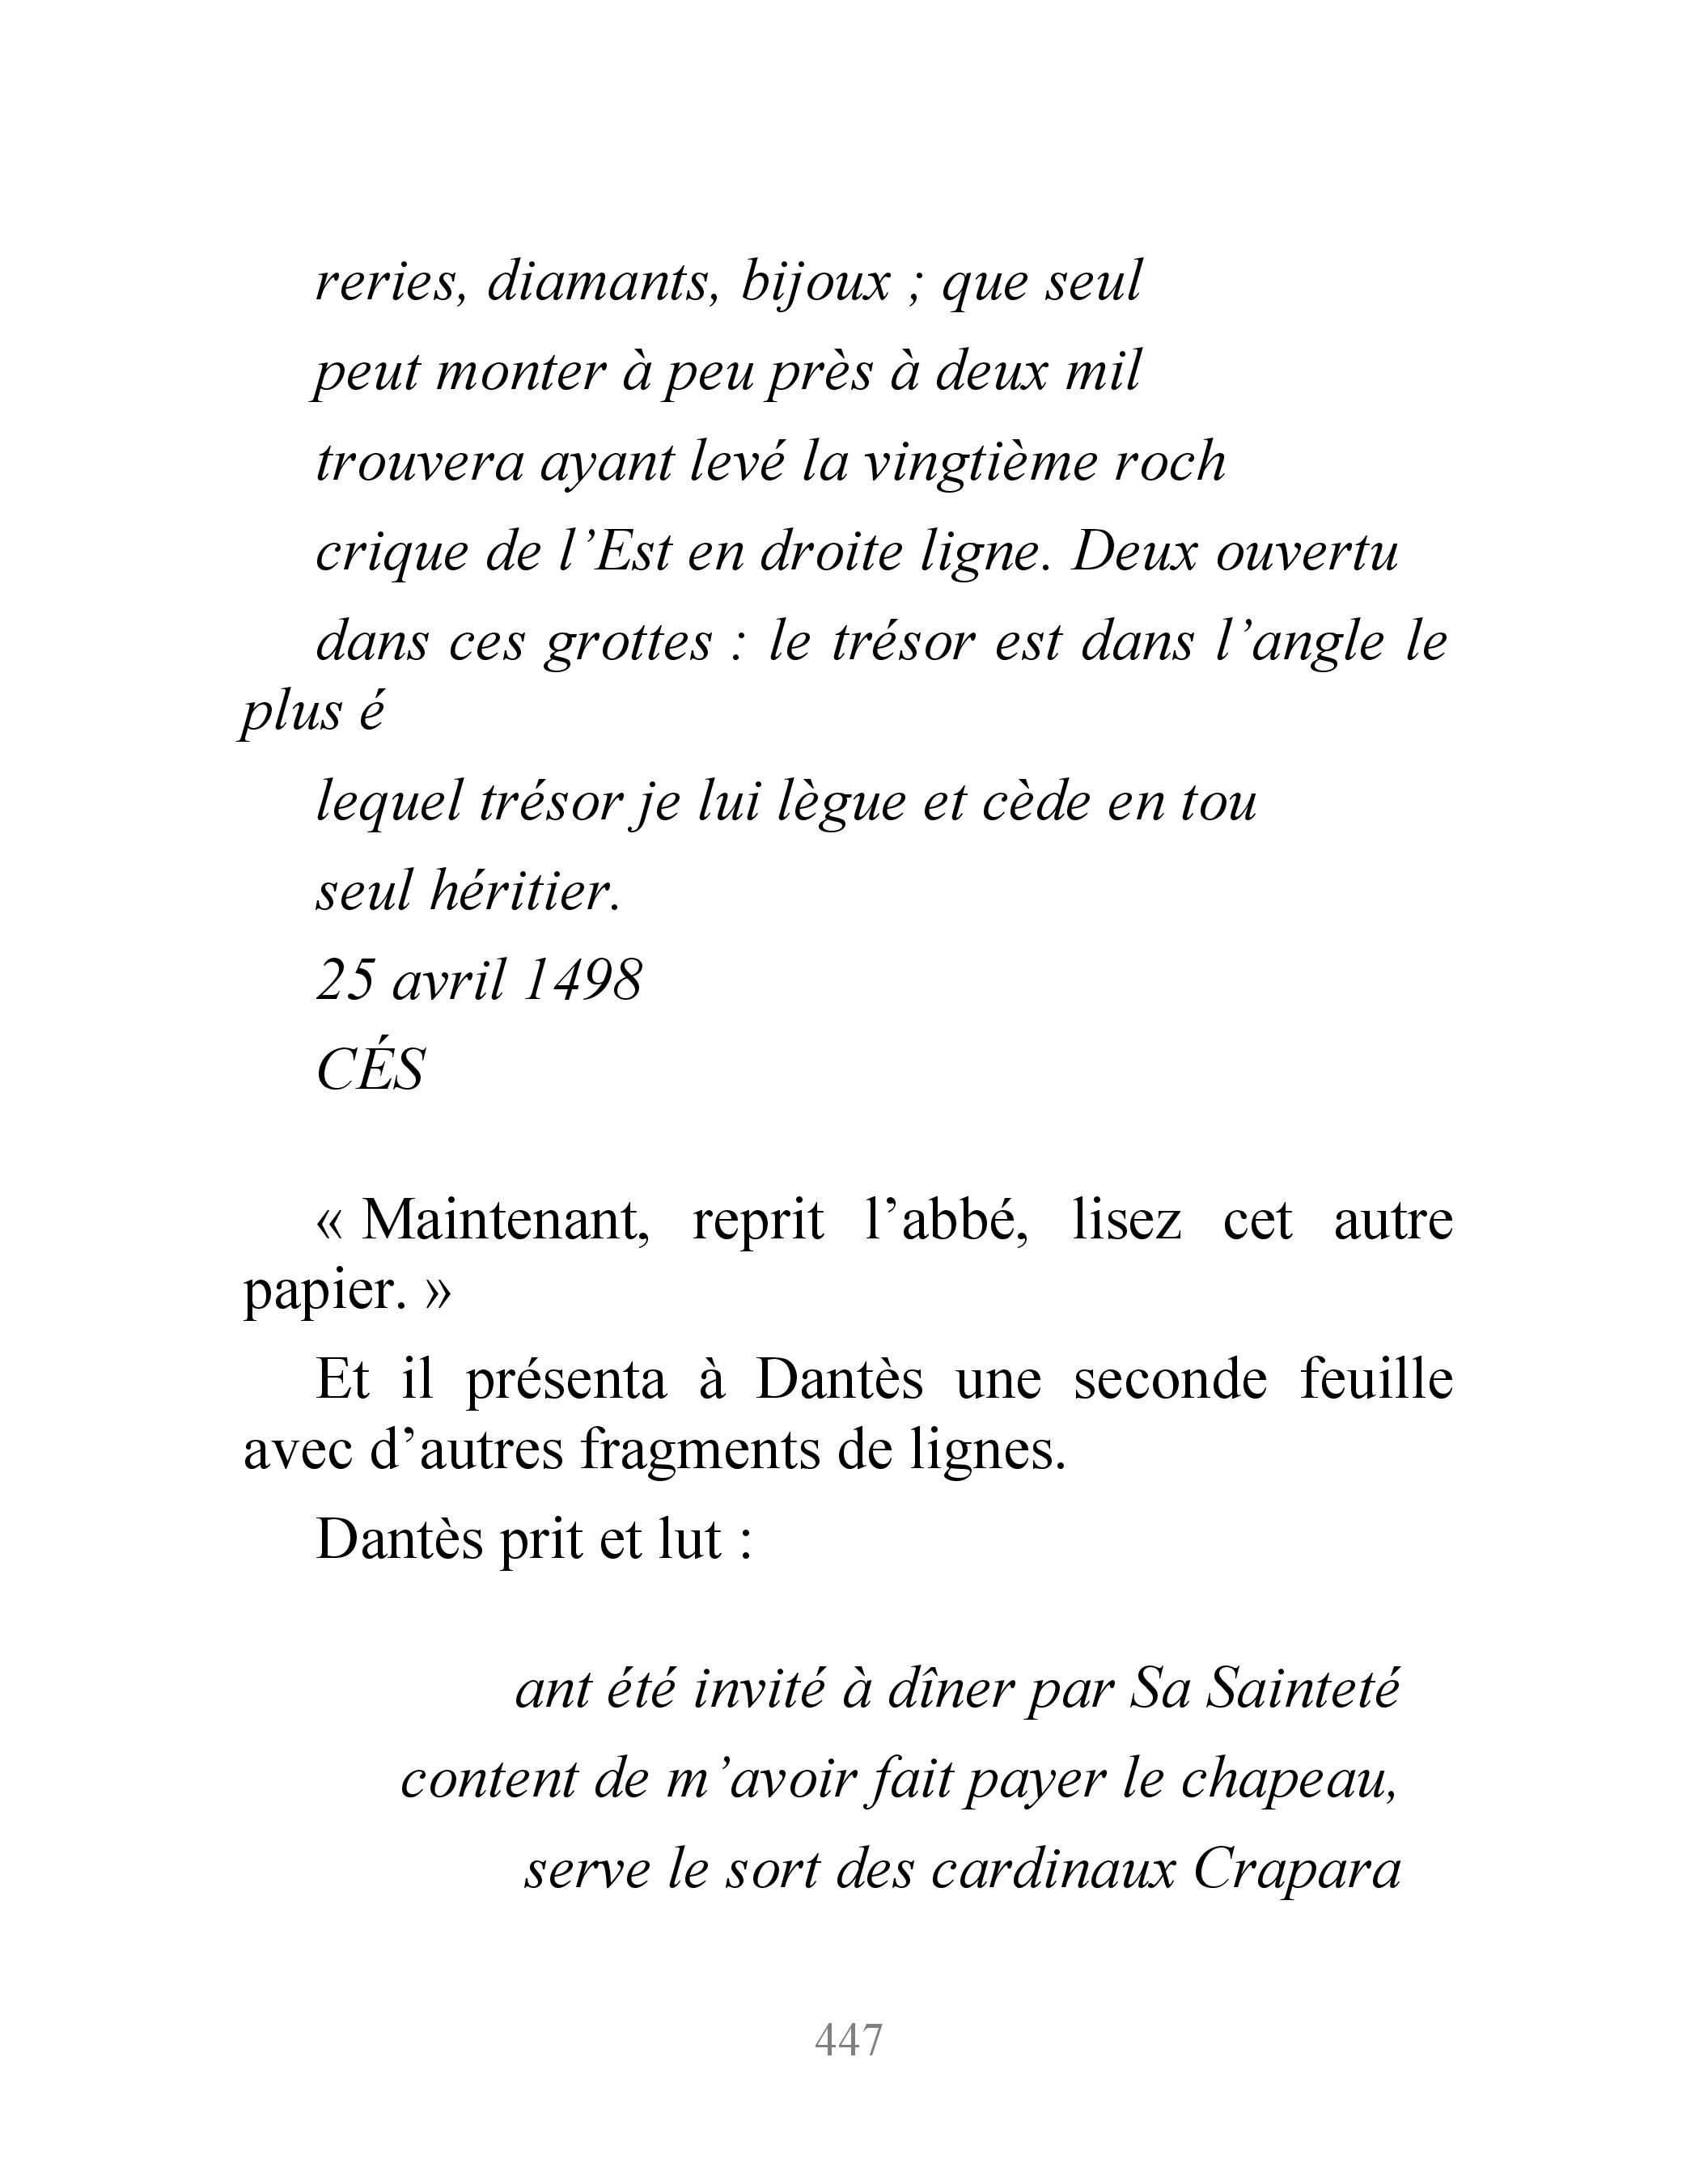 reries, diamants, bijoux ; que seul
peut monter à peu près à deux mil
trouvera ayant levé la vingtième roch
crique de l’Est en droite ligne. Deux ouvertu
dans ces grottes : le trésor est dans l’angle le
plus é
lequel trésor je lui lègue et cède en tou
seul héritier.
25 avril 1498
CÉS
« Maintenant, reprit l’abbé, lisez cet autre
papier. »
Et il présenta à Dantès une seconde feuille
avec d’autres fragments de lignes.
Dantès prit et lut :
ant été invité à dîner par Sa Sainteté
content de m’avoir fait payer le chapeau,
serve le sort des cardinaux Crapara
447